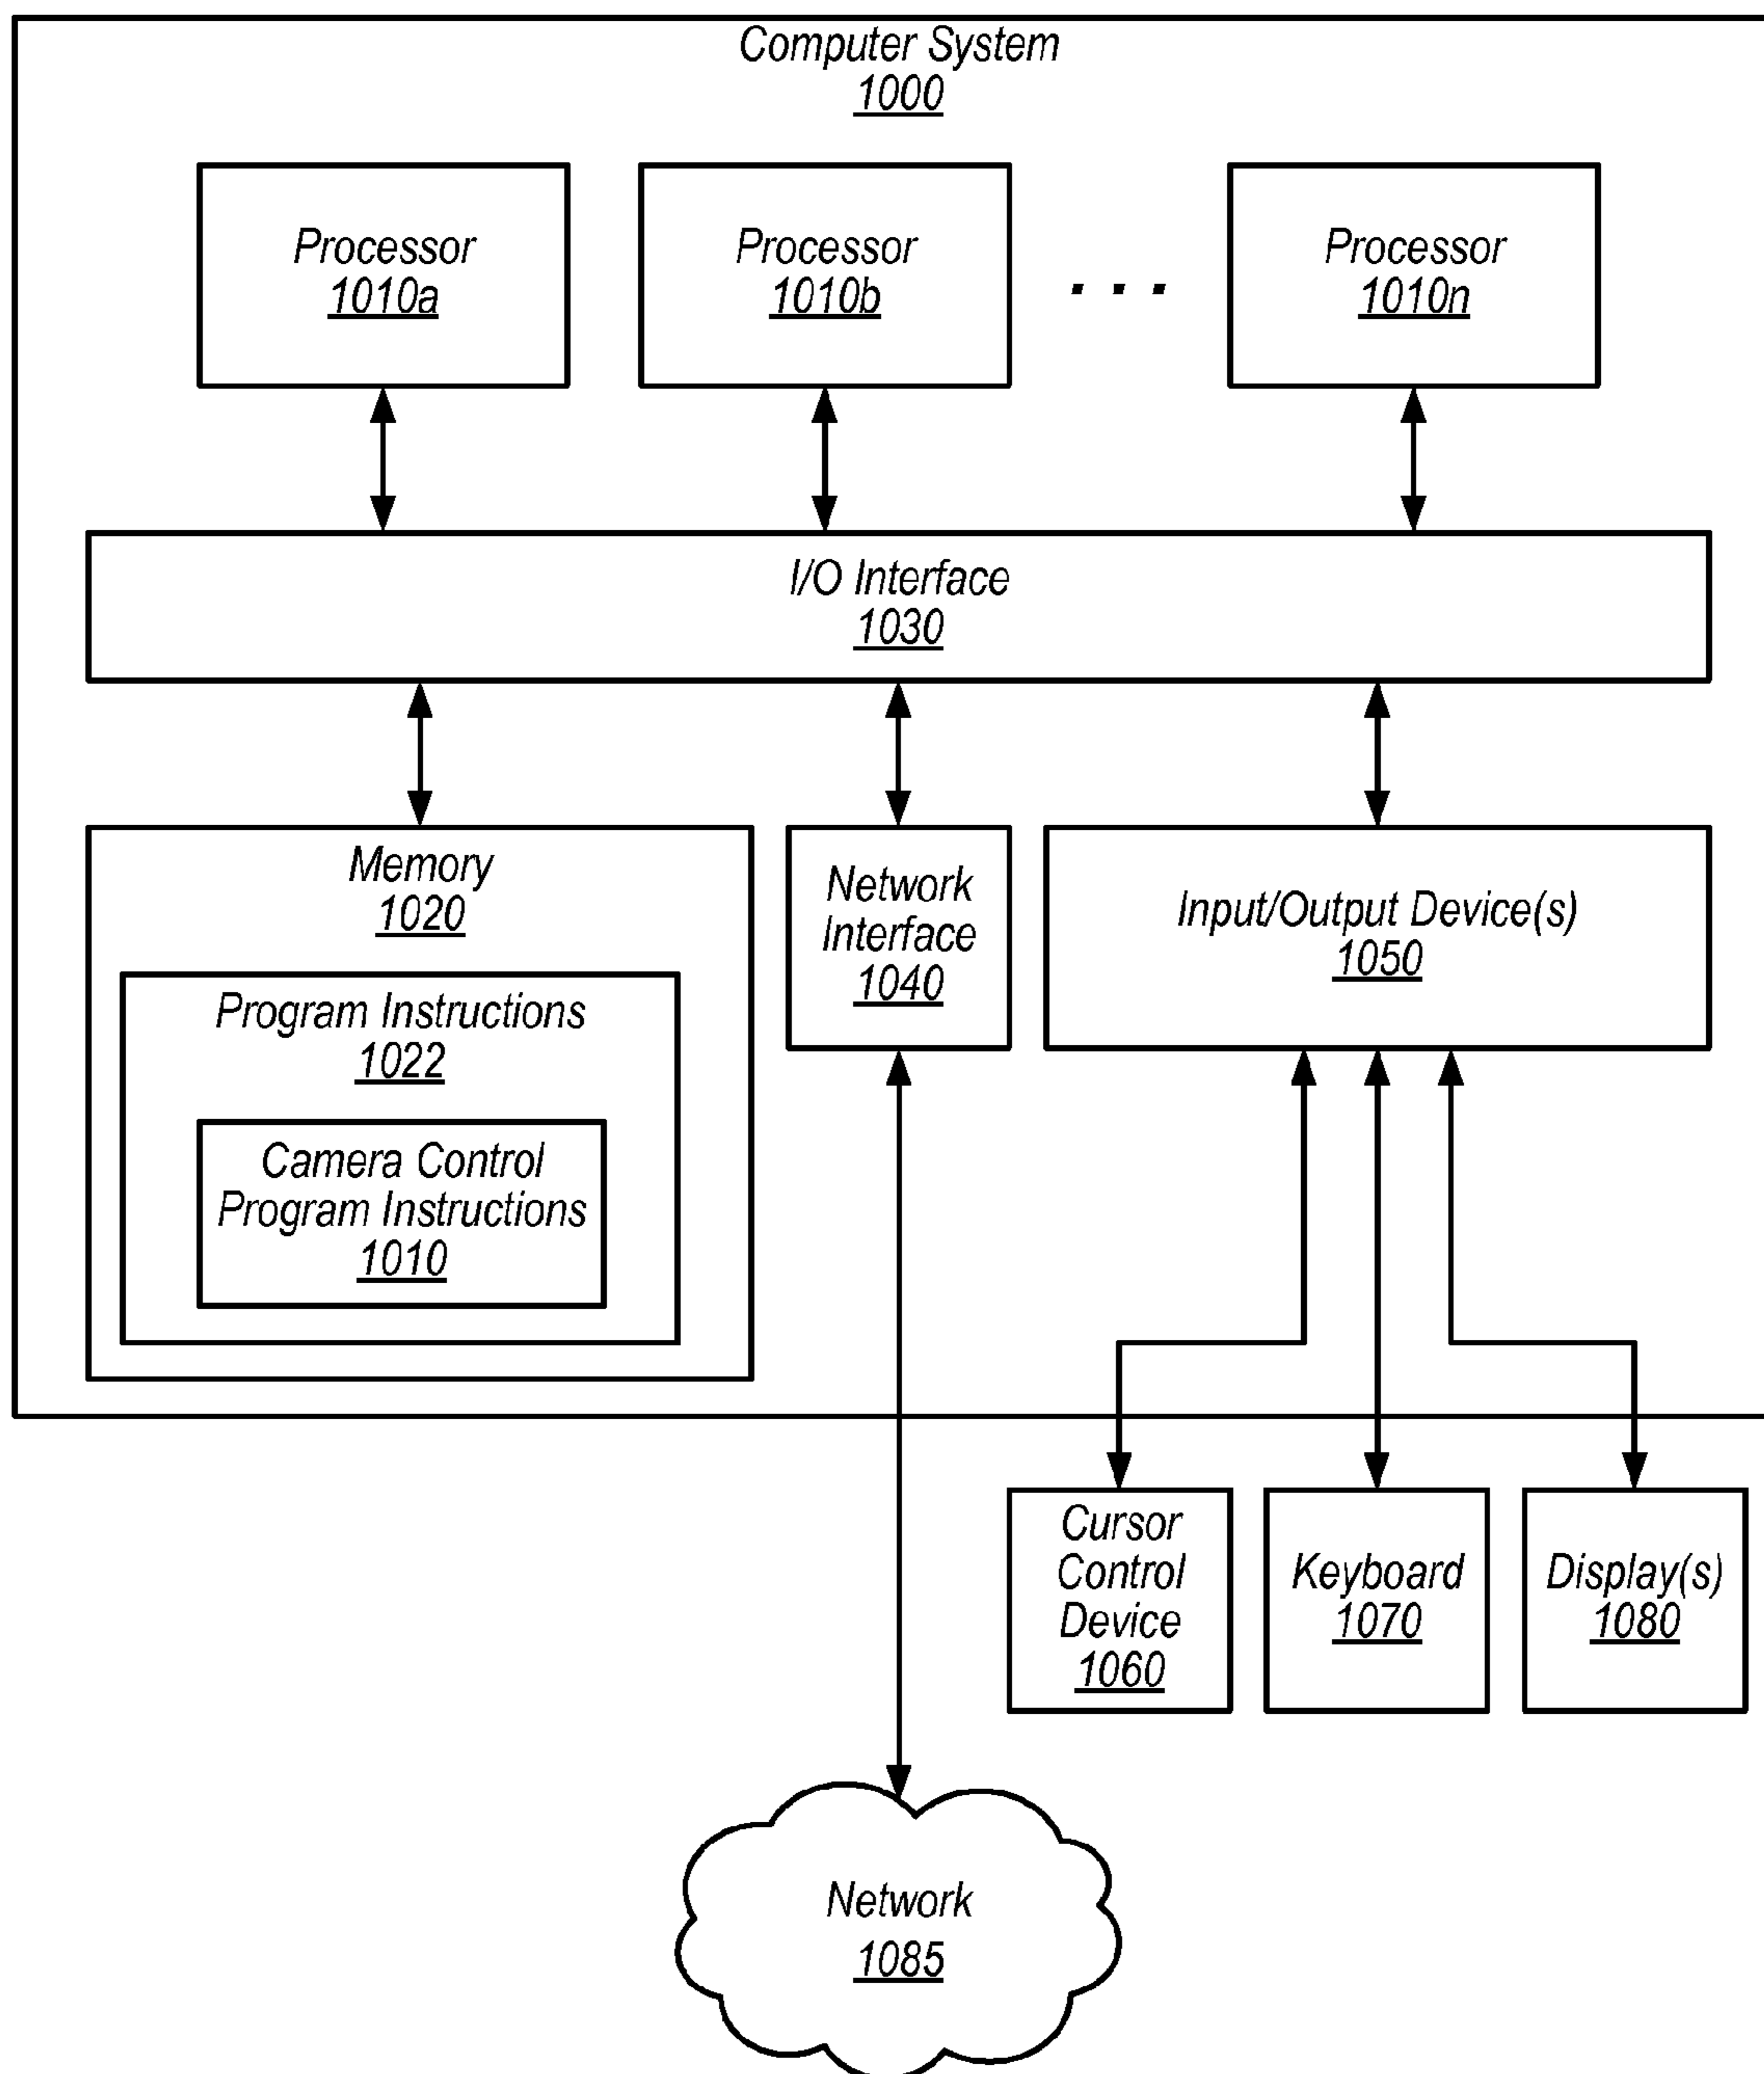 Computer System
1000
Processor
1010a
Processor
1010b
. . .
Processor
1010n
I/O Interface
1030
Memory
1020
Program Instructions
1022
Camera Control
Program Instructions
1010
Network
Interface
1040
Input/Output Device(s)
1050
Cursor
Control
Device
1060
Keyboard
1070
Display(s)
1080
Network
1085